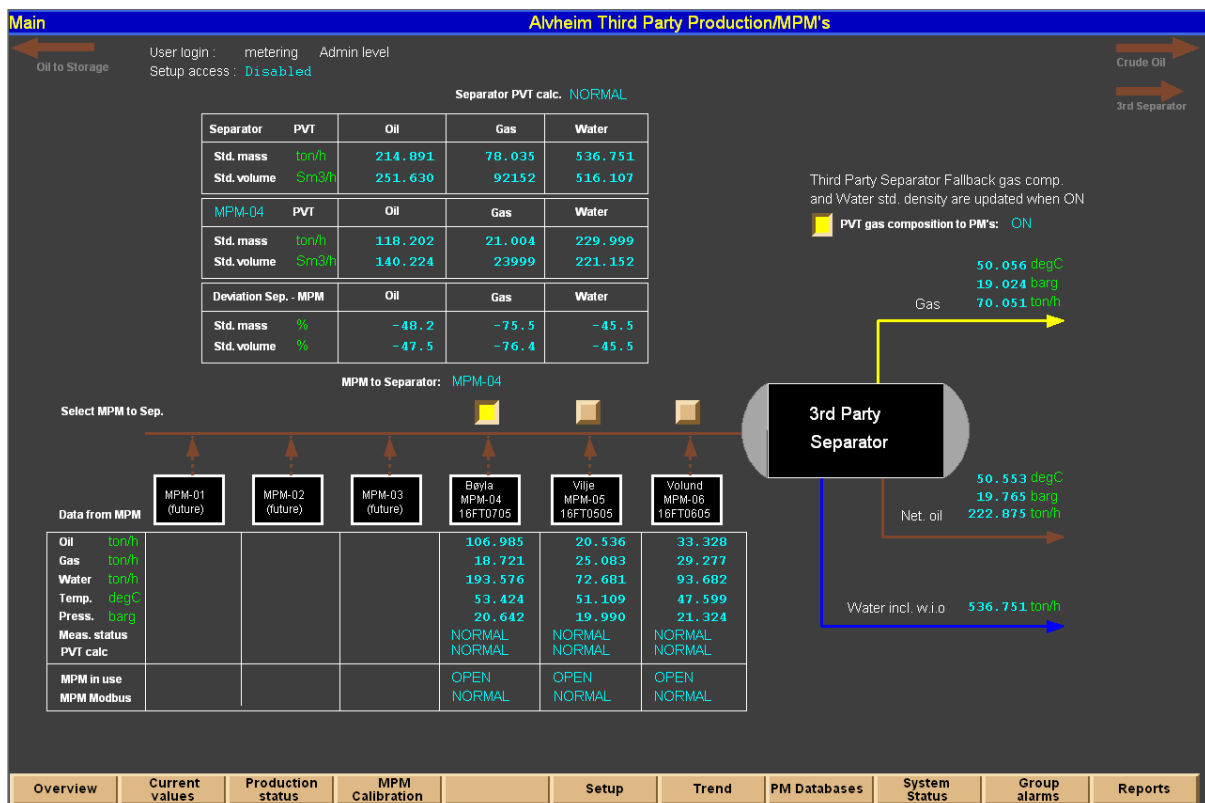 Main Alvheim Third Party Production/MPM's
Oil to Storage
User login : metering Admin level
Setup access : Disabled
Crude Oil
3rd Separator
Separator PVT calc. NORMAL
Separator PVT Oil Gas Water
Std. mass ton/h 214.891 78.035 536.751
Std. volume Sm3/h 251.630 92152 516.107
MPM-04 PVT Oil Gas Water
Std. mass ton/h 118.202 21.004 229.999
Std. volume Sm3/h 140.224 23999 221.152
Deviation Sep. - MPM Oil Gas Water
Std. mass % -48.2 -75.5 -45.5
Std. volume % -47.5 -76.4 -45.5
Third Party Separator Fallback gas comp.
and Water std. density are updated when ON
PVT gas composition to PM's: ON
50.056 degC
19.024 barg
Gas 70.051 ton/h
MPM to Separator: MPM-04
Select MPM to Sep.
3rd Party
Separator
50.553 degC
19.765 barg
Net. oil 222.875 ton/h
Water incl. w.i.o 536.751 ton/h
MPM-01
(future)
MPM-02
(future)
MPM-03
(future)
Bøyla
MPM-04
16FT0705
Vilje
MPM-05
16FT0505
Volund
MPM-06
16FT0605
Data from MPM
Oil ton/h 106.985 20.536 33.328
Gas ton/h 18.721 25.083 29.277
Water ton/h 193.576 72.681 93.682
Temp. degC 53.424 51.109 47.599
Press. barg 20.642 19.990 21.324
Meas. status NORMAL NORMAL NORMAL
PVT calc NORMAL NORMAL NORMAL
MPM in use OPEN OPEN OPEN
MPM Modbus NORMAL NORMAL NORMAL
Overview
Current
values
Production
status
MPM
Calibration
Setup
Trend
PM Databases
System
Status
Group
alarms
Reports